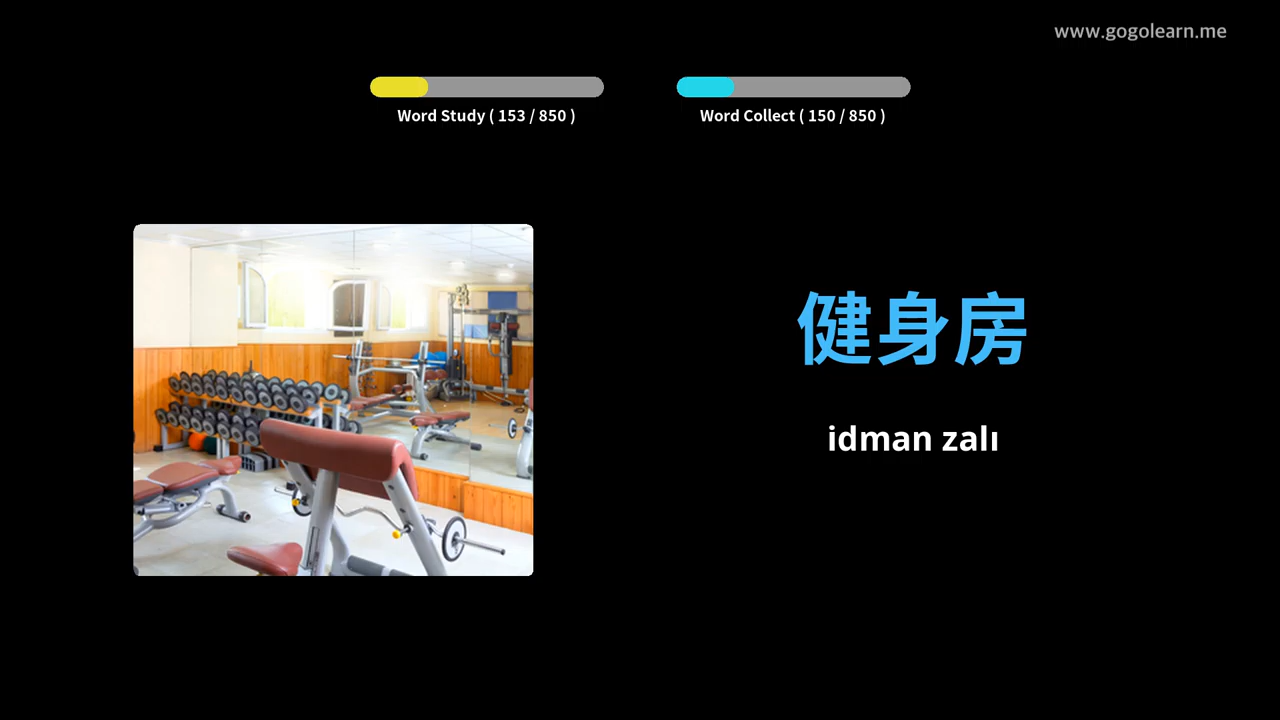 www.gogolearn.me
Word Study ( 153 / 850 )
Word Collect ( 150 / 850 )
健身房
idman zalı